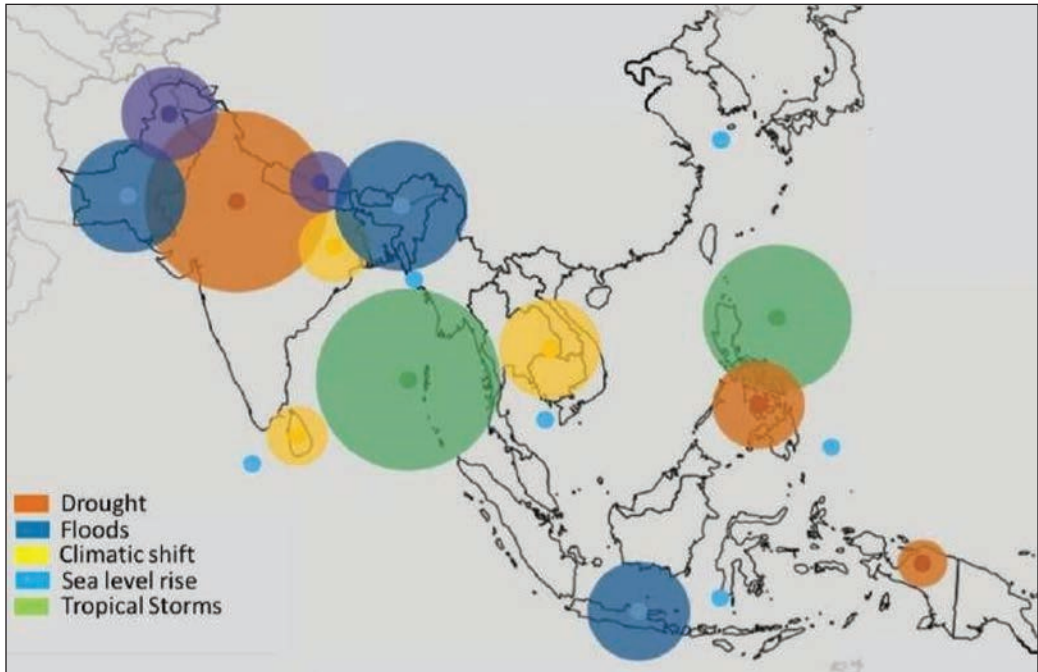 Drought
Floods
Climatic shift
Sea level rise
Tropical Storms